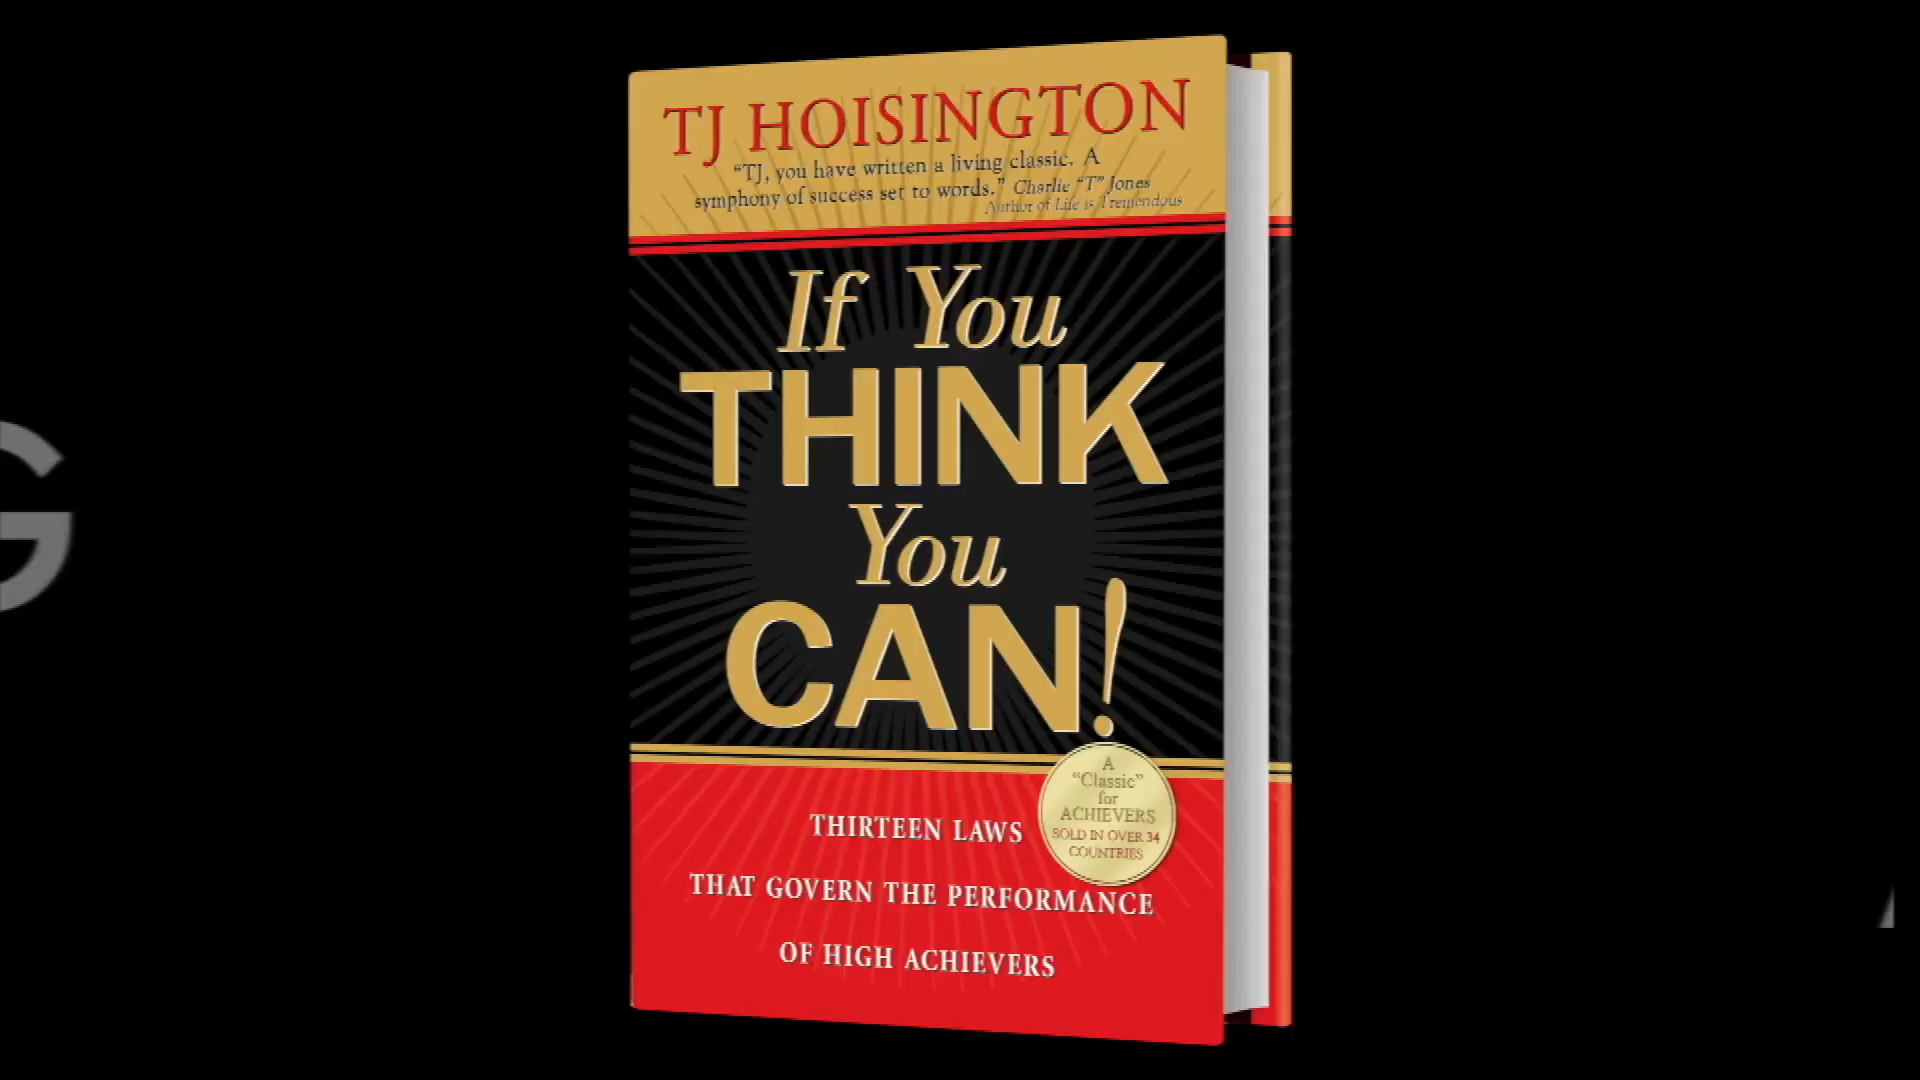 TJ HOISINGTON
“TJ, you have written a living classic. A
symphony of success set to words.” Charlie “T” Jones
Author of Life is Tremendous
If You
THINK
You
CAN!
A
“Classic”
for
ACHIEVERS
SOLD IN OVER 34
COUNTRIES
THIRTEEN LAWS
THAT GOVERN THE PERFORMANCE
OF HIGH ACHIEVERS
G